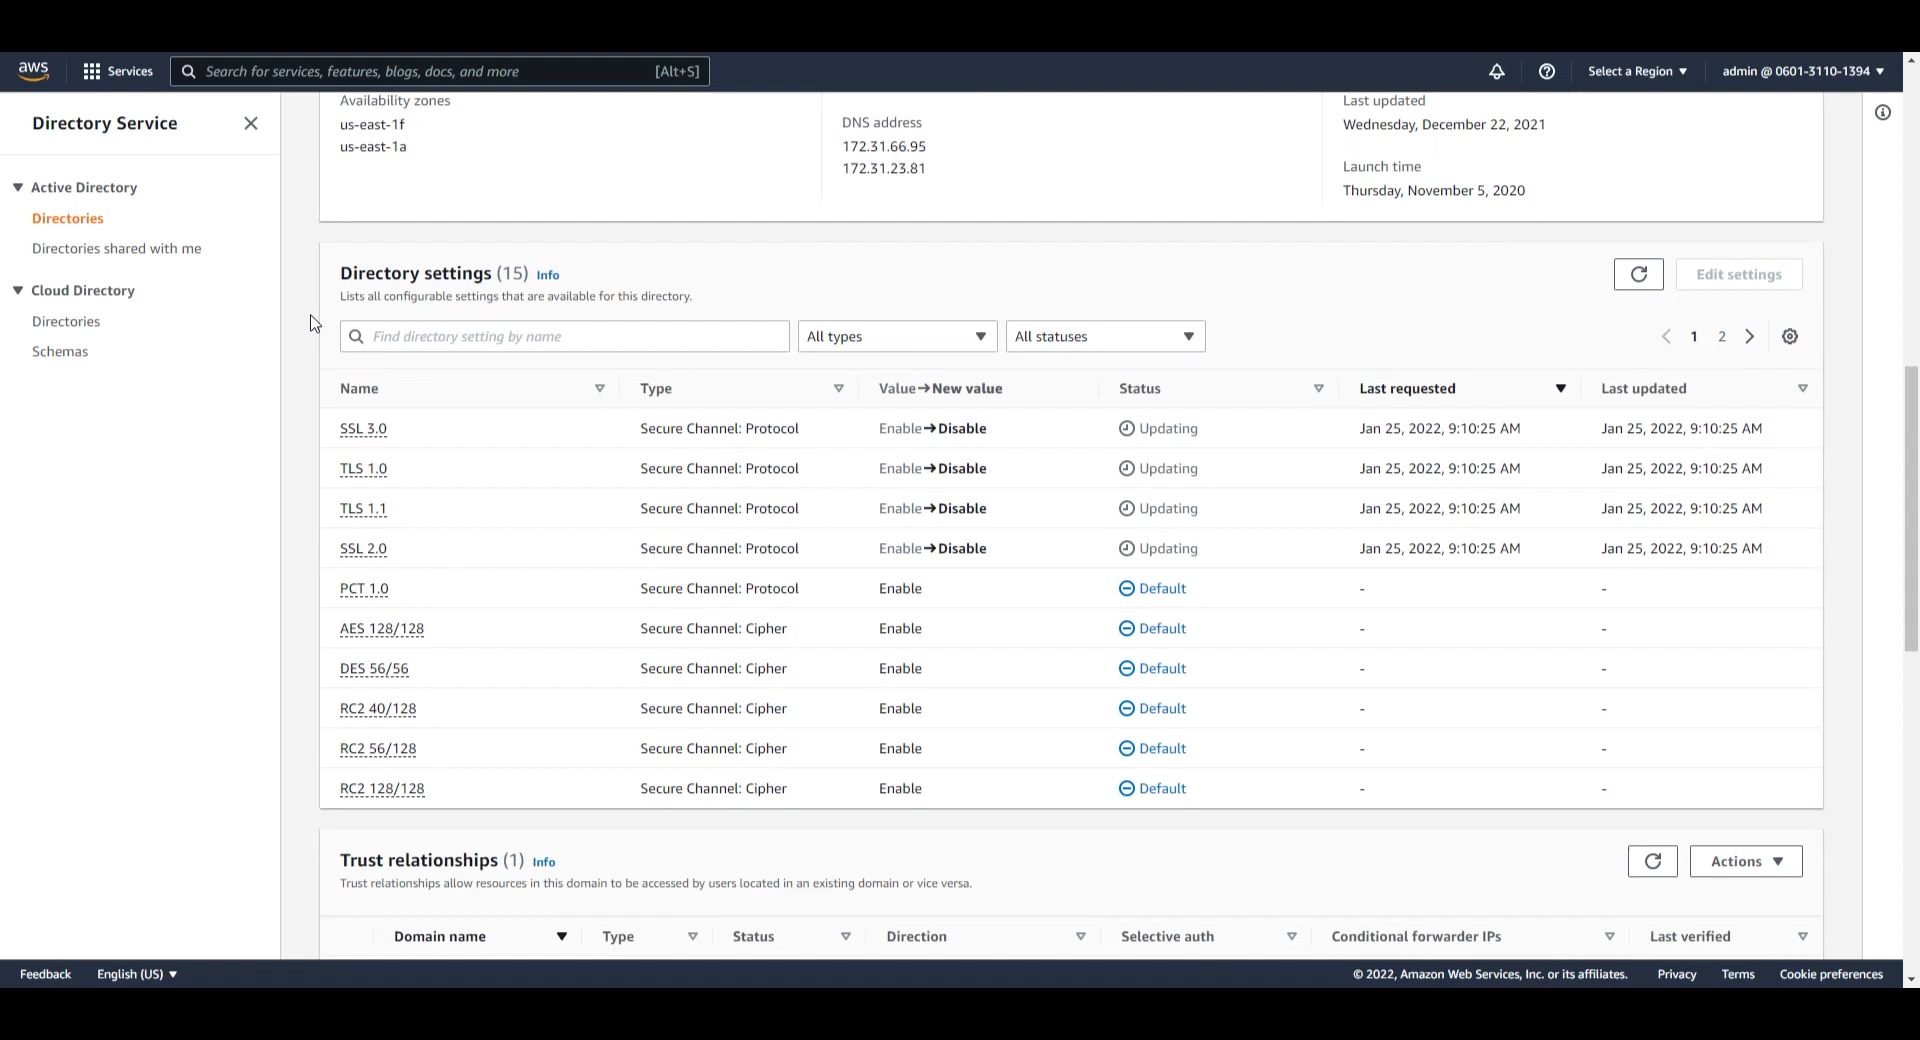 aws Services Search for services, features, blogs, docs, and more [Alt+S] Select a Region admin @ 0601-3110-1394
Directory Service
Active Directory
Directories
Directories shared with me
Cloud Directory
Directories
Schemas
Availability zones
us-east-1f
us-east-1a
DNS address
172.31.66.95
172.31.23.81
Last updated
Wednesday, December 22, 2021
Launch time
Thursday, November 5, 2020
Directory settings (15) Info
Lists all configurable settings that are available for this directory.
Edit settings
Find directory setting by name All types All statuses 1 2
Name Type Value➔New value Status Last requested Last updated
SSL 3.0 Secure Channel: Protocol Enable➔Disable Updating Jan 25, 2022, 9:10:25 AM Jan 25, 2022, 9:10:25 AM
TLS 1.0 Secure Channel: Protocol Enable➔Disable Updating Jan 25, 2022, 9:10:25 AM Jan 25, 2022, 9:10:25 AM
TLS 1.1 Secure Channel: Protocol Enable➔Disable Updating Jan 25, 2022, 9:10:25 AM Jan 25, 2022, 9:10:25 AM
SSL 2.0 Secure Channel: Protocol Enable➔Disable Updating Jan 25, 2022, 9:10:25 AM Jan 25, 2022, 9:10:25 AM
PCT 1.0 Secure Channel: Protocol Enable Default - -
AES 128/128 Secure Channel: Cipher Enable Default - -
DES 56/56 Secure Channel: Cipher Enable Default - -
RC2 40/128 Secure Channel: Cipher Enable Default - -
RC2 56/128 Secure Channel: Cipher Enable Default - -
RC2 128/128 Secure Channel: Cipher Enable Default - -
Trust relationships (1) Info
Trust relationships allow resources in this domain to be accessed by users located in an existing domain or vice versa.
Actions
Domain name Type Status Direction Selective auth Conditional forwarder IPs Last verified
Feedback English (US) © 2022, Amazon Web Services, Inc. or its affiliates. Privacy Terms Cookie preferences